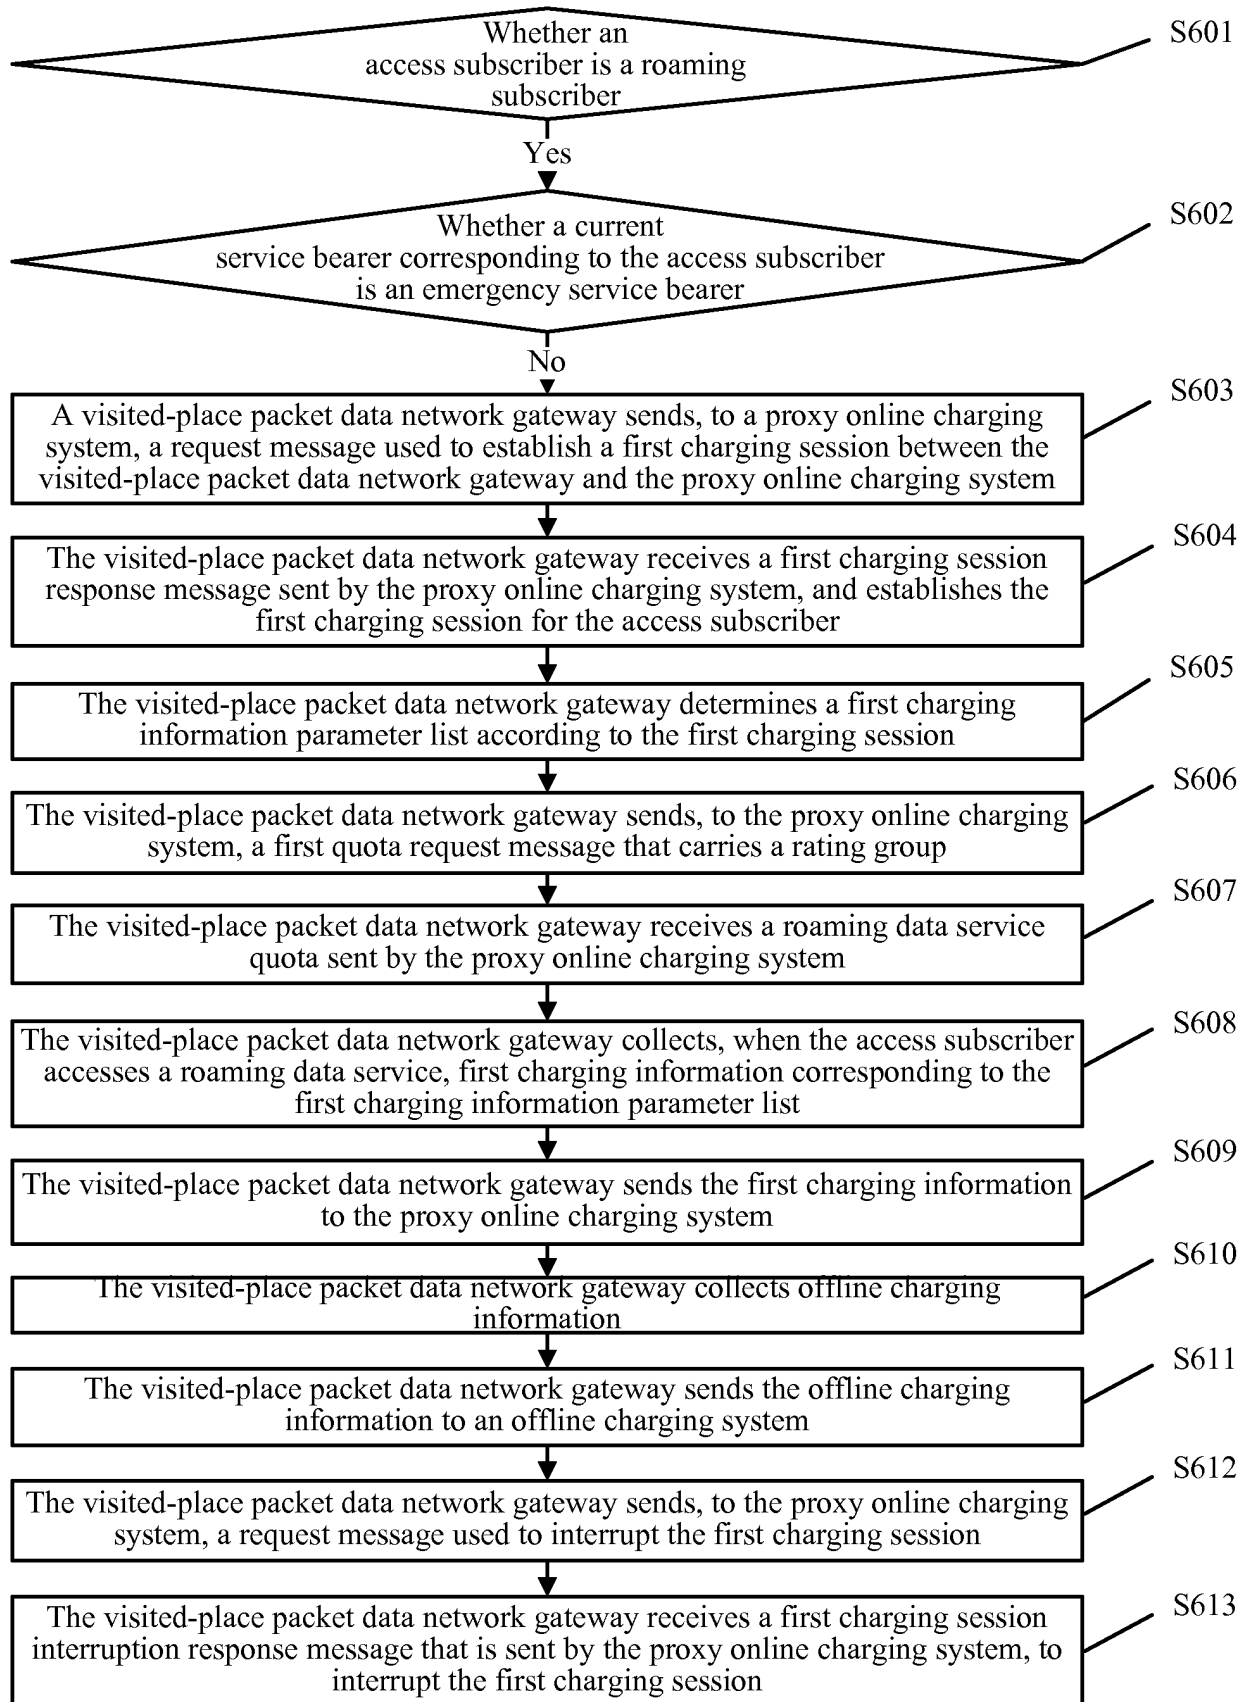 Whether an
access subscriber is a roaming
subscriber
S601
Yes
Whether a current
service bearer corresponding to the access subscriber
is an emergency service bearer
S602
No
A visited-place packet data network gateway sends, to a proxy online charging
system, a request message used to establish a first charging session between the
visited-place packet data network gateway and the proxy online charging system
S603
The visited-place packet data network gateway receives a first charging session
response message sent by the proxy online charging system, and establishes the
first charging session for the access subscriber
S604
The visited-place packet data network gateway determines a first charging
information parameter list according to the first charging session
S605
The visited-place packet data network gateway sends, to the proxy online charging
system, a first quota request message that carries a rating group
S606
The visited-place packet data network gateway receives a roaming data service
quota sent by the proxy online charging system
S607
The visited-place packet data network gateway collects, when the access subscriber
accesses a roaming data service, first charging information corresponding to the
first charging information parameter list
S608
The visited-place packet data network gateway sends the first charging information
to the proxy online charging system
S609
The visited-place packet data network gateway collects offline charging
information
S610
The visited-place packet data network gateway sends the offline charging
information to an offline charging system
S611
The visited-place packet data network gateway sends, to the proxy online charging
system, a request message used to interrupt the first charging session
S612
The visited-place packet data network gateway receives a first charging session
interruption response message that is sent by the proxy online charging system, to
interrupt the first charging session
S613